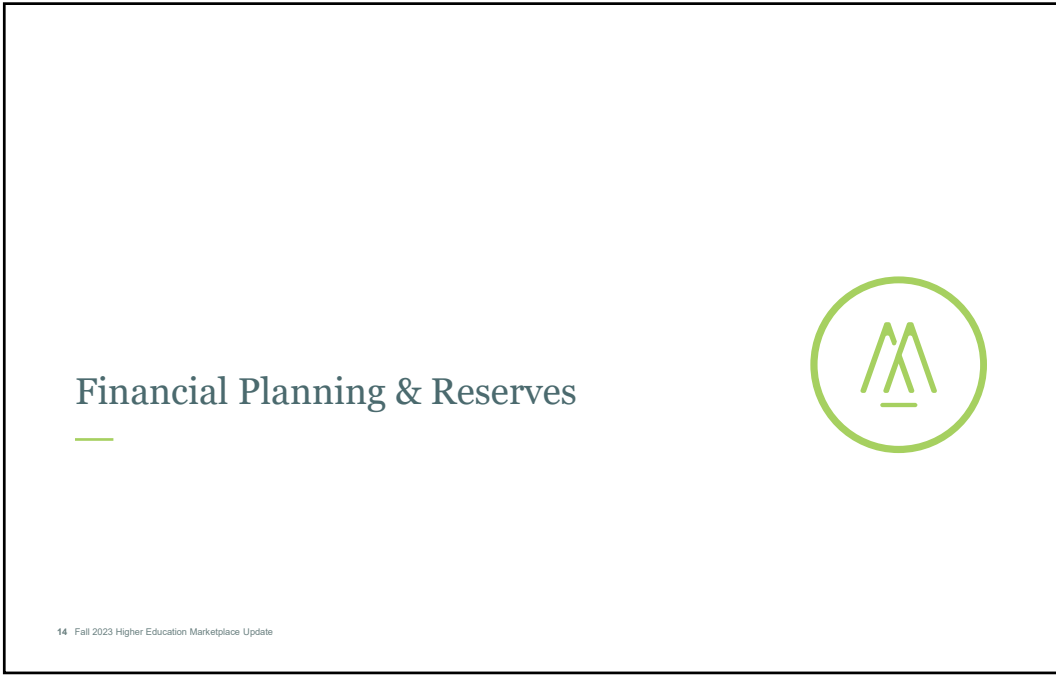 Financial Planning & Reserves
14 Fall 2023 Higher Education Marketplace Update